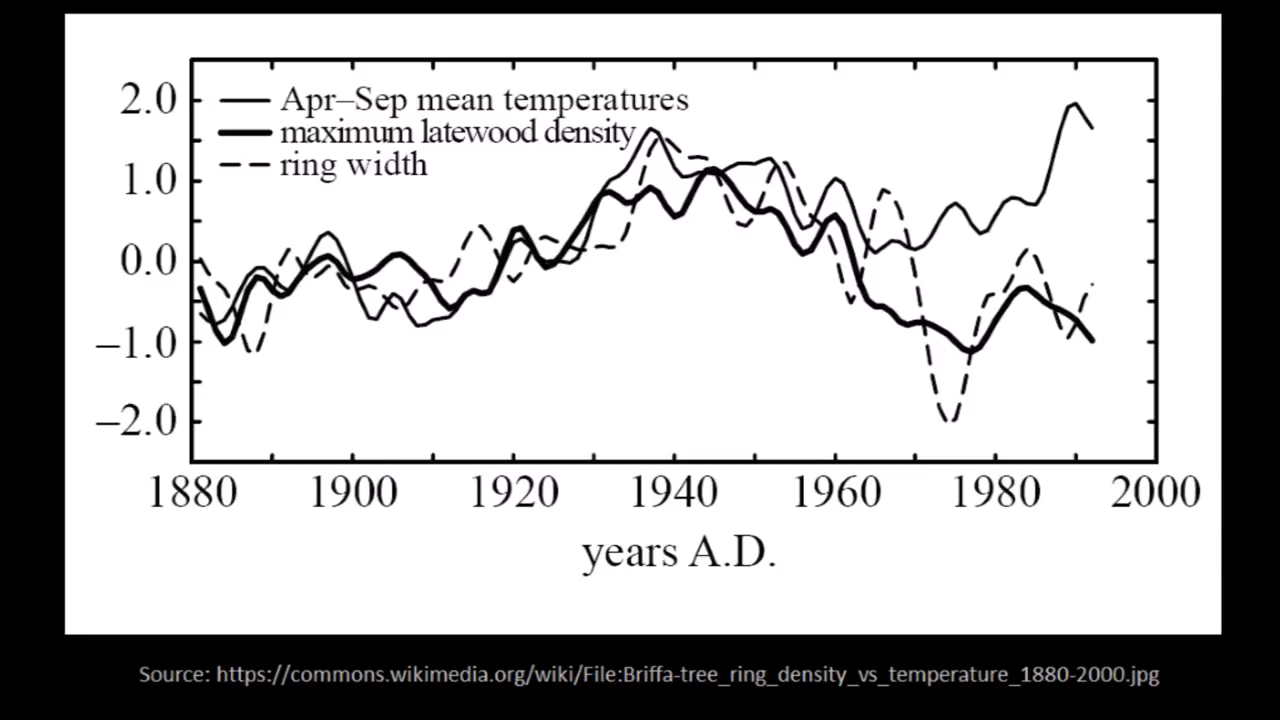 2.0
1.0
0.0
–1.0
–2.0
Apr–Sep mean temperatures
maximum latewood density
ring width
1880 1900 1920 1940 1960 1980 2000
years A.D.
Source: https://commons.wikimedia.org/wiki/File:Briffa-tree_ring_density_vs_temperature_1880-2000.jpg